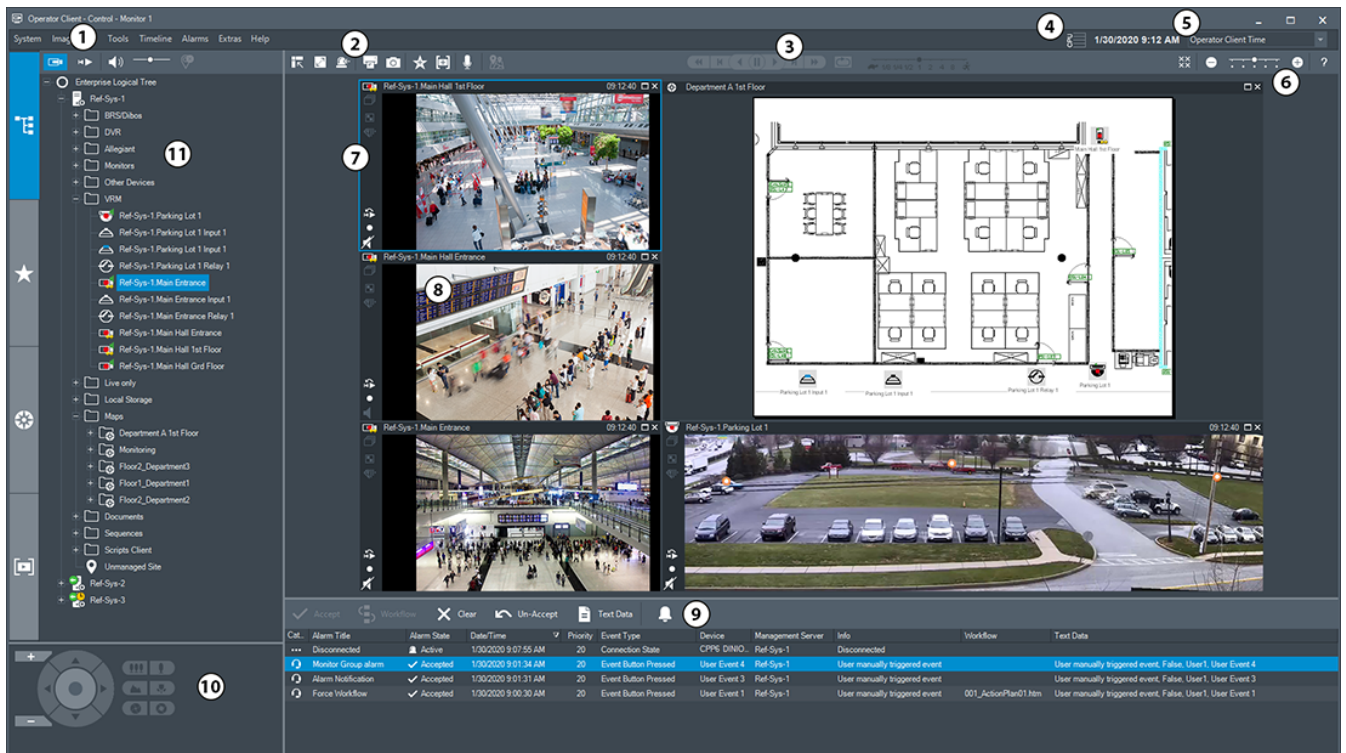 Operator Client - Control - Monitor 1
System Ima 1 Tools Timeline Alarms Extras Help
4
5
1/30/2020 9:12 AM Operator Client Time
2
3
6
?
Enterprise Logical Tree
Ref-Sys-1
BRS/Dibos
DVR
Allegiant
11
Monitors
Other Devices
VRM
Ref-Sys-1.Parking Lot 1
Ref-Sys-1.Parking Lot 1 Input 1
Ref-Sys-1.Parking Lot 1 Input 1
Ref-Sys-1.Parking Lot 1 Relay 1
Ref-Sys-1.Main Entrance
Ref-Sys-1.Main Entrance Input 1
Ref-Sys-1.Main Entrance Relay 1
Ref-Sys-1.Main Hall Entrance
Ref-Sys-1.Main Hall 1st Floor
Ref-Sys-1.Main Hall Grd Floor
Live only
Local Storage
Maps
Department A 1st Floor
Monitoring
Floor2_Department3
Floor1_Department1
Floor2_Department2
Documents
Sequences
Scripts Client
Unmanaged Site
Ref-Sys-2
Ref-Sys-3
10
Ref-Sys-1.Main Hall 1st Floor 09:12:40
7
Ref-Sys-1.Main Hall Entrance 09:12:40
8
Ref-Sys-1.Main Entrance 09:12:40
Department A 1st Floor
Main Hall 1st Floor
Parking Lot 1 Input 1
Parking Lot 1 Input 1
Parking Lot 1 Relay 1
Parking Lot 1
Ref-Sys-1.Parking Lot 1 09:12:40
Accept Workflow Clear Un-Accept Text Data 9
Cat.. Alarm Title Alarm State Date/Time Priority Event Type Device Management Server Info Workflow Text Data
Disconnected Active 1/30/2020 9:07:55 AM 20 Connection State CPP6 DINIO... Ref-Sys-1 Disconnected
Monitor Group alarm Accepted 1/30/2020 9:01:34 AM 20 Event Button Pressed User Event 4 Ref-Sys-1 User manually triggered event User manually triggered event, False, User1, User Event 4
Alarm Notification Accepted 1/30/2020 9:01:31 AM 20 Event Button Pressed User Event 3 Ref-Sys-1 User manually triggered event User manually triggered event, False, User1, User Event 3
Force Workflow Accepted 1/30/2020 9:00:30 AM 20 Event Button Pressed User Event 1 Ref-Sys-1 User manually triggered event 001_ActionPlan01.htm User manually triggered event, False, User1, User Event 1